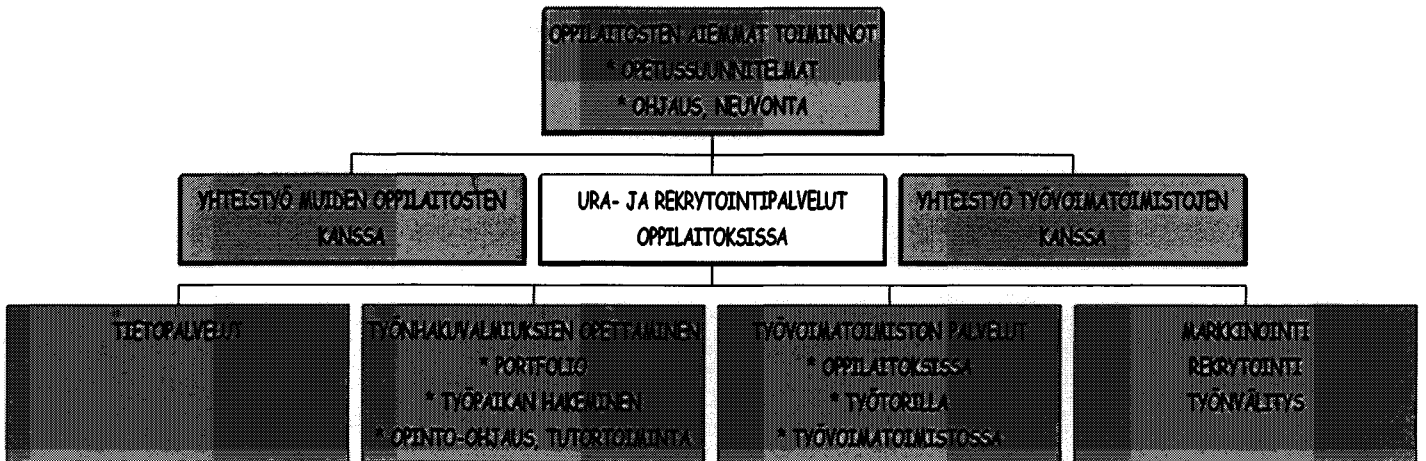 OPPILAITOSTEN AIEMMAT TOIMINNOT
* OPETUSSUUNNITELMAT
* OHJAUS, NEUVONTA
YHTEISTYÖ MUIDEN OPPILAITOSTEN
KANSSA
URA- JA REKRYTOINTIPALVELUT
OPPILAITOKSISSA
YHTEISTYÖ TYÖVOIMATOIMISTOJEN
KANSSA
*
TIETOPALVELUT
TYÖNHAKUVALMIUKSIEN OPETTAMINEN
* PORTFOLIO
* TYÖPAIKAN HAKEMINEN
* OPINTO-OHJAUS, TUTORTOIMINTA
TYÖVOIMATOIMISTON PALVELUT
* OPPILAITOKSISSA
* TYÖTORILLA
* TYÖVOIMATOIMISTOSSA
MARKKINOINTI
REKRYTOINTI
TYÖNVÄLITYS